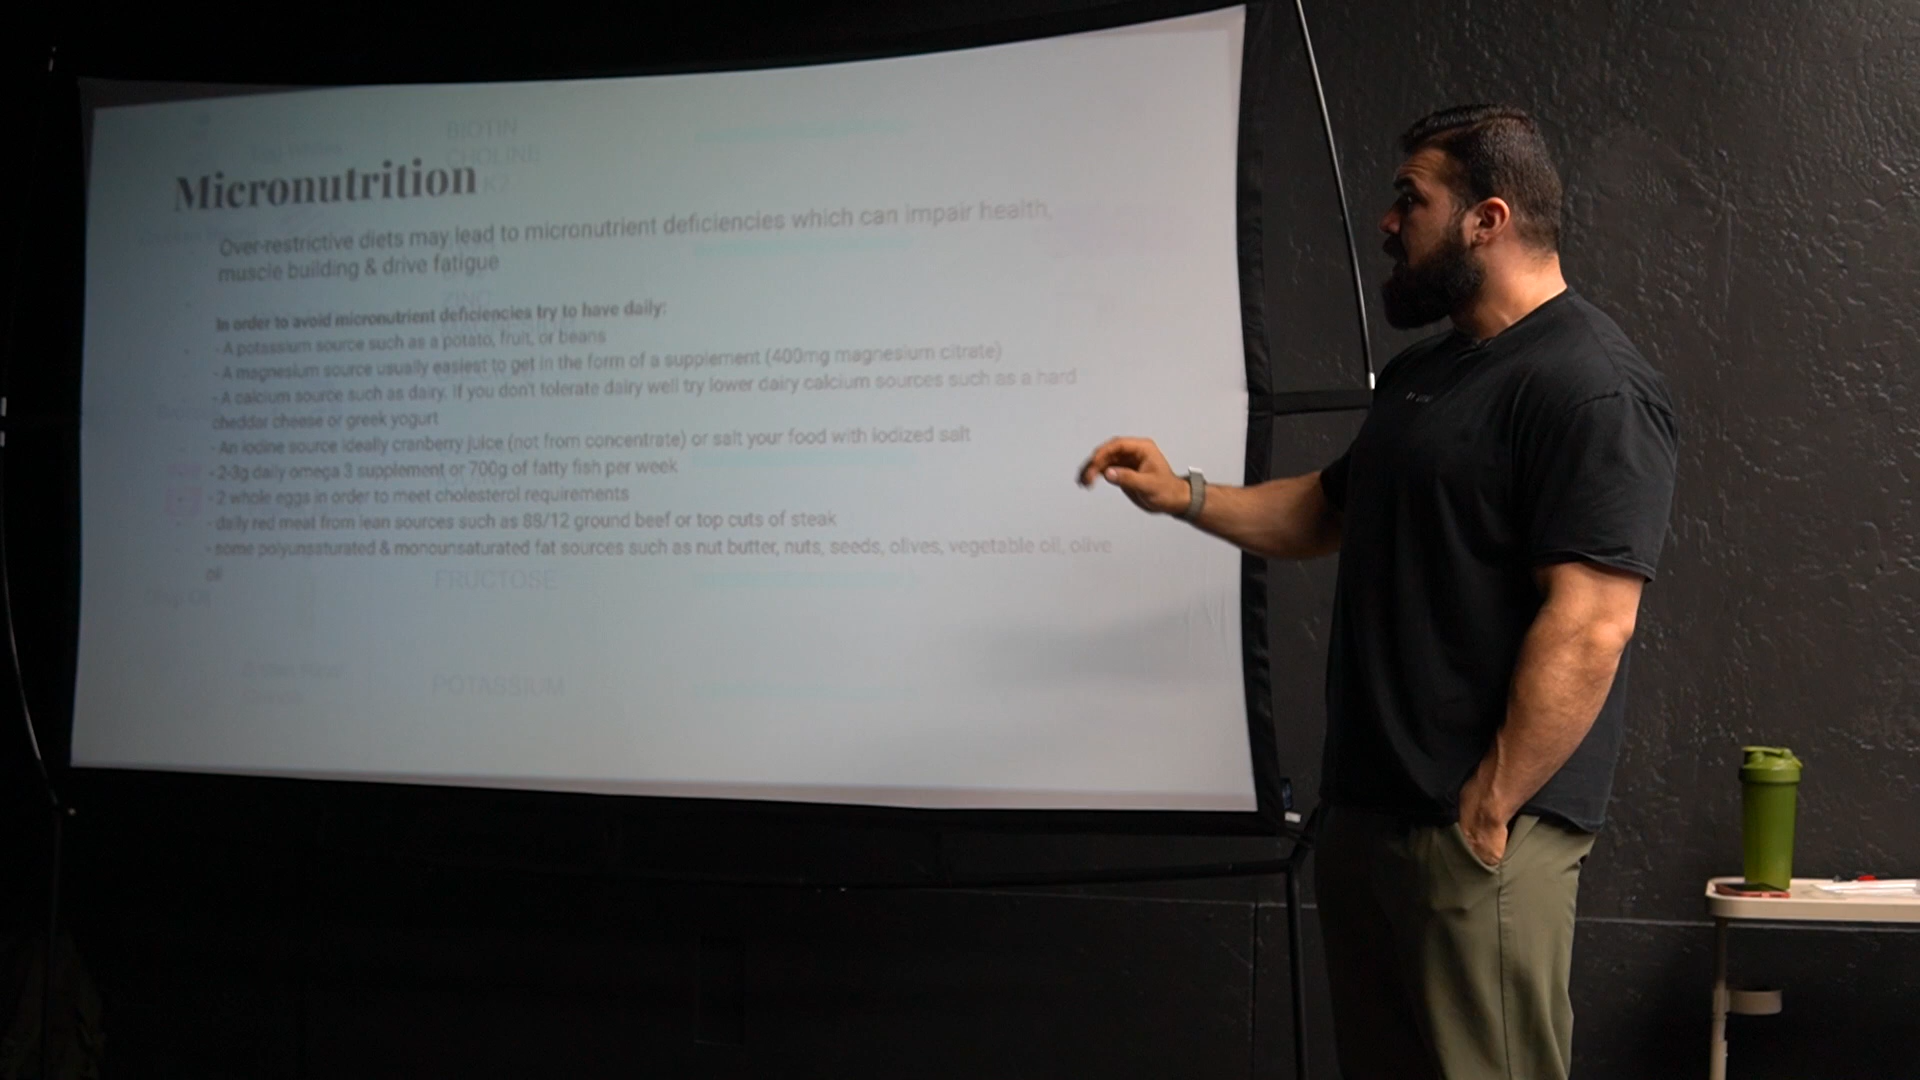 BIOTIN
CHOLINE
K2
Micronutrition
Over-restrictive diets may lead to micronutrient deficiencies which can impair health,
muscle building & drive fatigue
ZINC
In order to avoid micronutrient deficiencies try to have daily:
- A potassium source such as a potato, fruit, or beans
- A magnesium source usually easiest to get in the form of a supplement (400mg magnesium citrate)
- A calcium source such as dairy. If you don't tolerate dairy well try lower dairy calcium sources such as a hard
cheddar cheese or greek yogurt
- An iodine source ideally cranberry juice (not from concentrate) or salt your food with iodized salt
- 2-3g daily omega 3 supplement or 700g of fatty fish per week
- 2 whole eggs in order to meet cholesterol requirements
- daily red meat from lean sources such as 88/12 ground beef or top cuts of steak
- some polyunsaturated & monounsaturated fat sources such as nut butter, nuts, seeds, olives, vegetable oil, olive
oil
FRUCTOSE
POTASSIUM